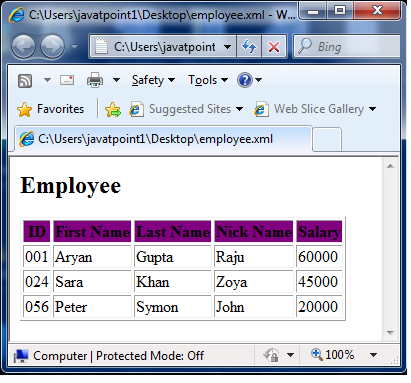 C:\Users\javatpoint1\Desktop\employee.xml - W...
C:\Users\javatpoint
Bing
Safety Tools
Favorites Suggested Sites Web Slice Gallery
C:\Users\javatpoint1\Desktop\employee.xml
Employee
ID First Name Last Name Nick Name Salary
001 Aryan Gupta Raju 60000
024 Sara Khan Zoya 45000
056 Peter Symon John 20000
Computer | Protected Mode: Off 100%